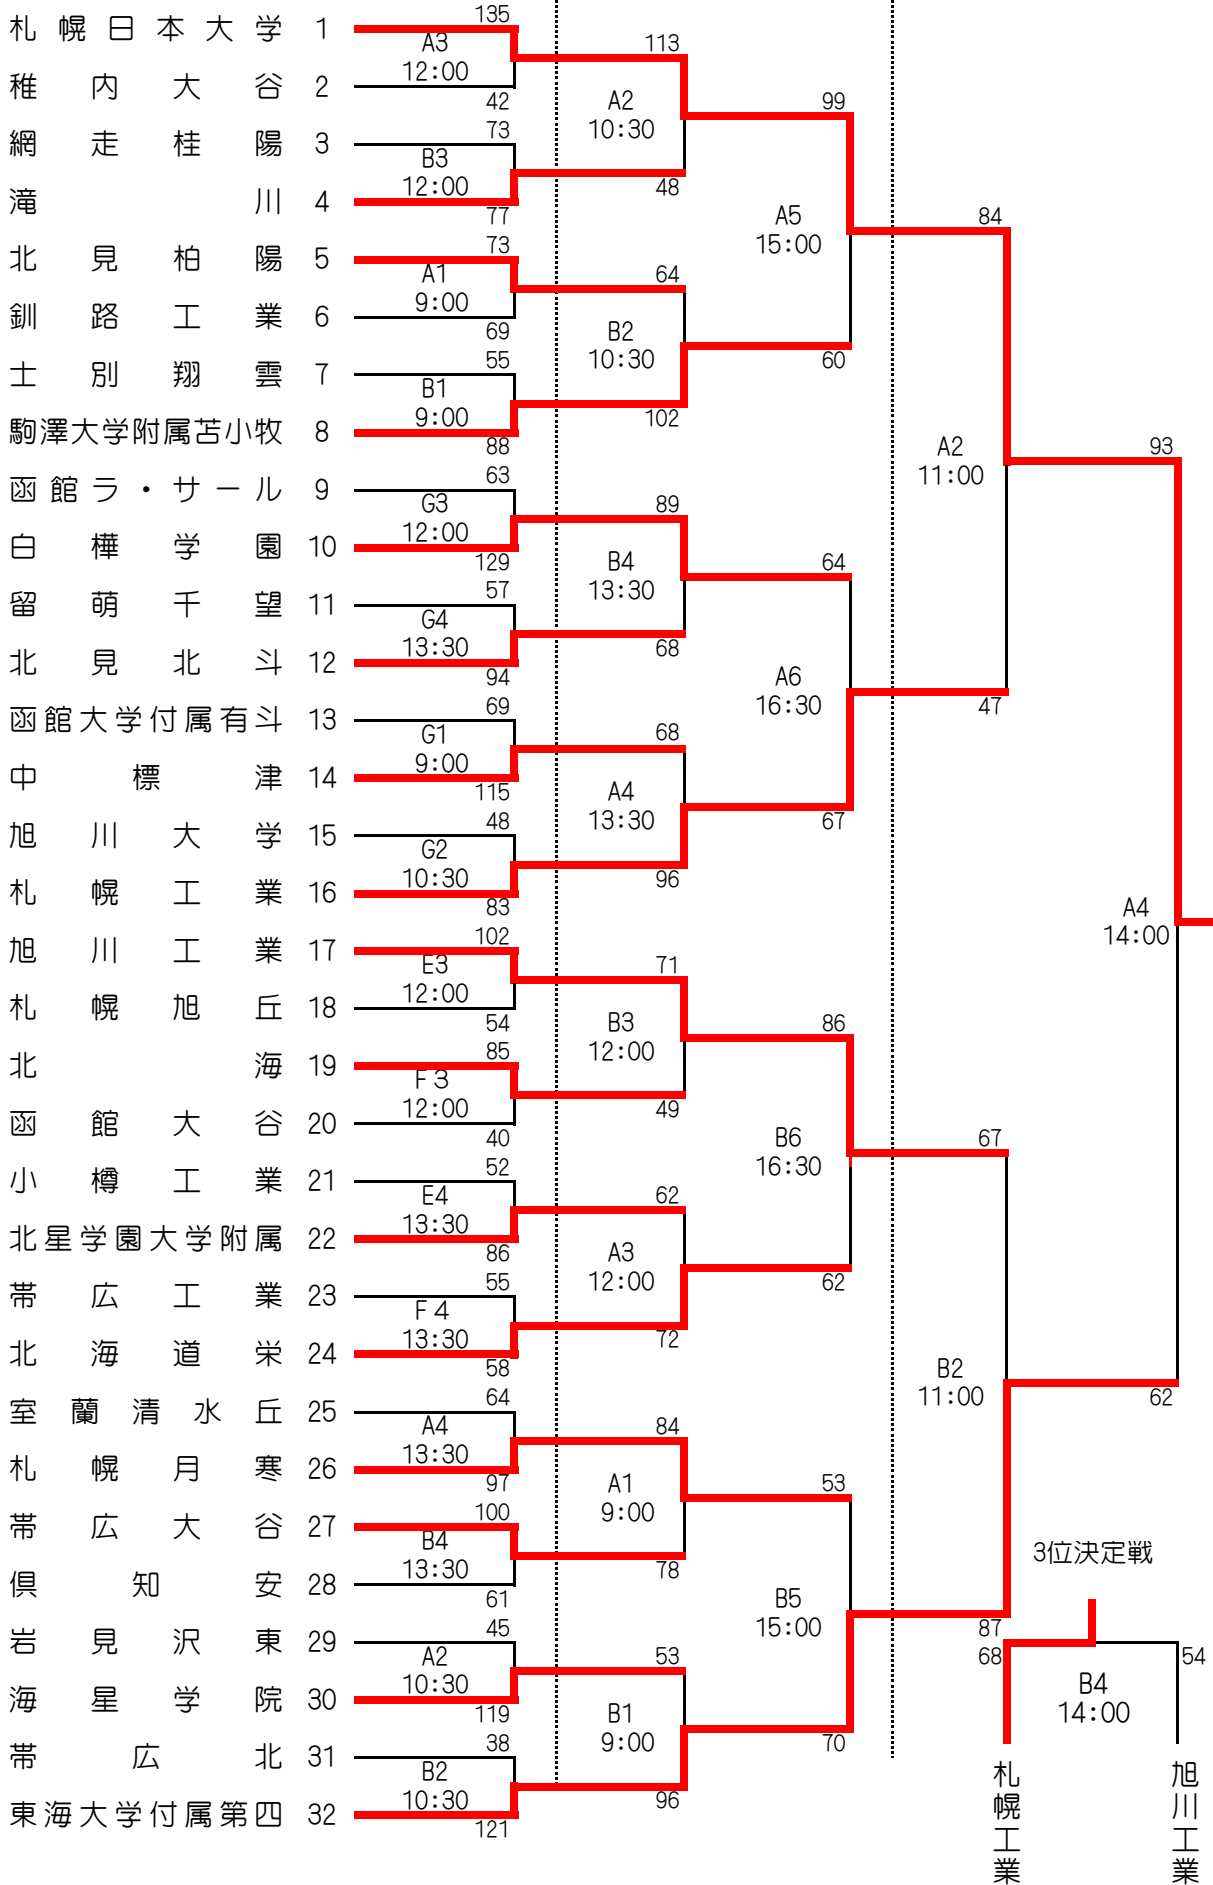 札幌日本大学 1
135
A3
12:00
稚内大谷 2
42
網走桂陽 3
73
B3
12:00
滝川 4
77
北見柏陽 5
73
A1
9:00
釧路工業 6
69
士別翔雲 7
55
B1
9:00
駒澤大学附属苫小牧 8
88
函館ラ・サール 9
63
G3
12:00
白樺学園 10
129
留萌千望 11
57
G4
13:30
北見北斗 12
94
函館大学付属有斗 13
69
G1
9:00
中標津 14
115
旭川大学 15
48
G2
10:30
札幌工業 16
83
旭川工業 17
102
E3
12:00
札幌旭丘 18
54
北海 19
85
F3
12:00
函館大谷 20
40
小樽工業 21
52
E4
13:30
北星学園大学附属 22
86
帯広工業 23
55
F4
13:30
北海道栄 24
58
室蘭清水丘 25
64
A4
13:30
札幌月寒 26
97
帯広大谷 27
100
B4
13:30
倶知安 28
61
岩見沢東 29
45
A2
10:30
海星学院 30
119
帯広北 31
38
B2
10:30
東海大学付属第四 32
121
113
A2
10:30
48
64
B2
10:30
102
89
B4
13:30
68
68
A4
13:30
96
71
B3
12:00
49
62
A3
12:00
72
84
A1
9:00
78
53
B1
9:00
96
99
A5
15:00
60
64
A6
16:30
67
86
B6
16:30
62
53
B5
15:00
70
84
A2
11:00
47
67
B2
11:00
87
93
A4
14:00
62
3位決定戦
68
54
B4
14:00
札幌工業
旭川工業